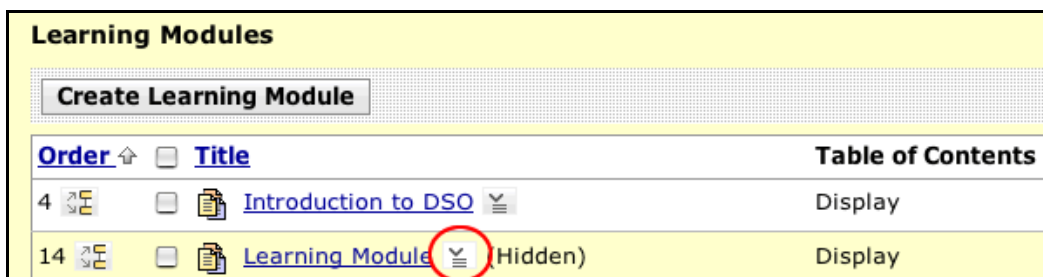 Learning Modules
Create Learning Module
Order Title Table of Contents
4 Introduction to DSO Display
14 Learning Module (Hidden) Display